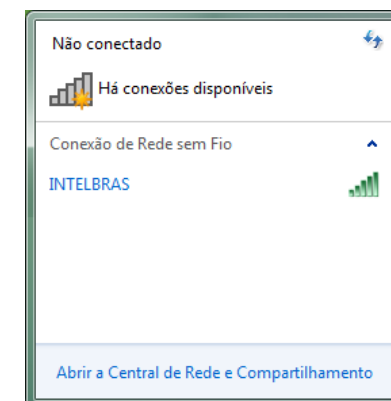 Não conectado
Há conexões disponíveis
Conexão de Rede sem Fio
INTELBRAS
Abrir a Central de Rede e Compartilhamento